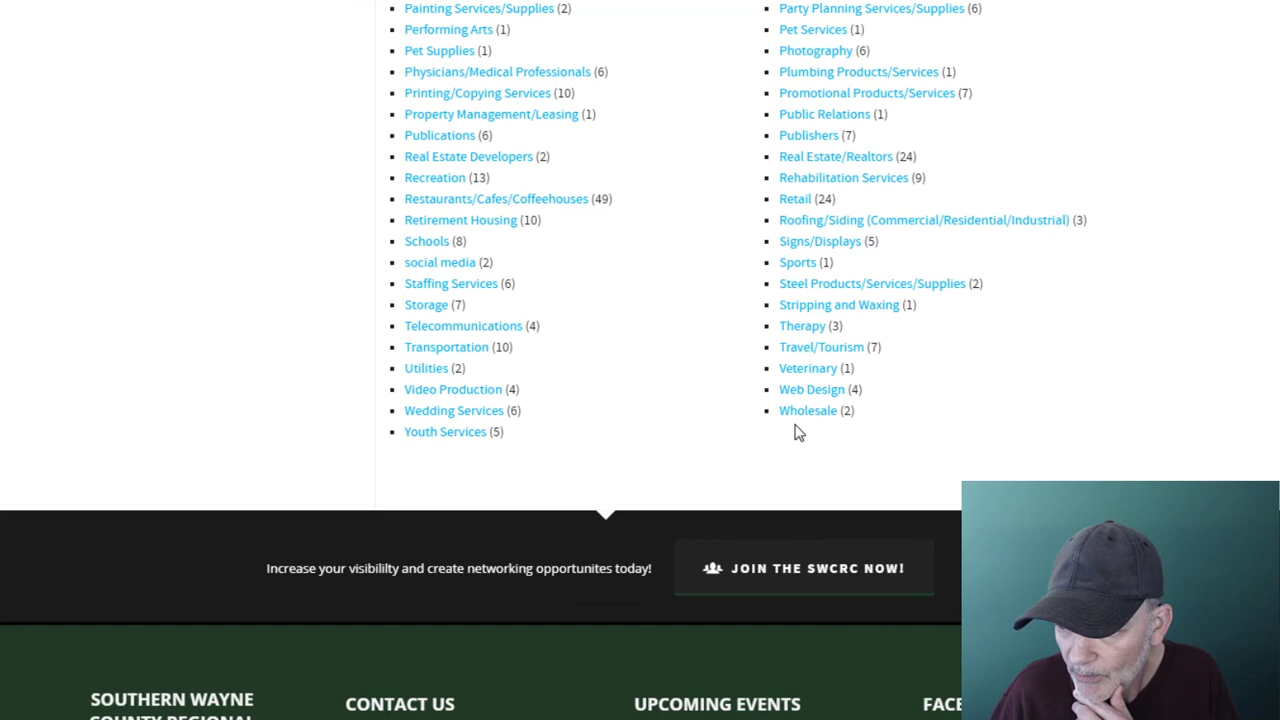 Painting Services/Supplies (2)
Performing Arts (1)
Pet Supplies (1)
Physicians/Medical Professionals (6)
Printing/Copying Services (10)
Property Management/Leasing (1)
Publications (6)
Real Estate Developers (2)
Recreation (13)
Restaurants/Cafes/Coffeehouses (49)
Retirement Housing (10)
Schools (8)
social media (2)
Staffing Services (6)
Storage (7)
Telecommunications (4)
Transportation (10)
Utilities (2)
Video Production (4)
Wedding Services (6)
Youth Services (5)
Party Planning Services/Supplies (6)
Pet Services (1)
Photography (6)
Plumbing Products/Services (1)
Promotional Products/Services (7)
Public Relations (1)
Publishers (7)
Real Estate/Realtors (24)
Rehabilitation Services (9)
Retail (24)
Roofing/Siding (Commercial/Residential/Industrial) (3)
Signs/Displays (5)
Sports (1)
Steel Products/Services/Supplies (2)
Stripping and Waxing (1)
Therapy (3)
Travel/Tourism (7)
Veterinary (1)
Web Design (4)
Wholesale (2)
Increase your visibililty and create networking opportunites today!
JOIN THE SWCRC NOW!
SOUTHERN WAYNE
COUNTY REGIONAL
CONTACT US
UPCOMING EVENTS
FACE